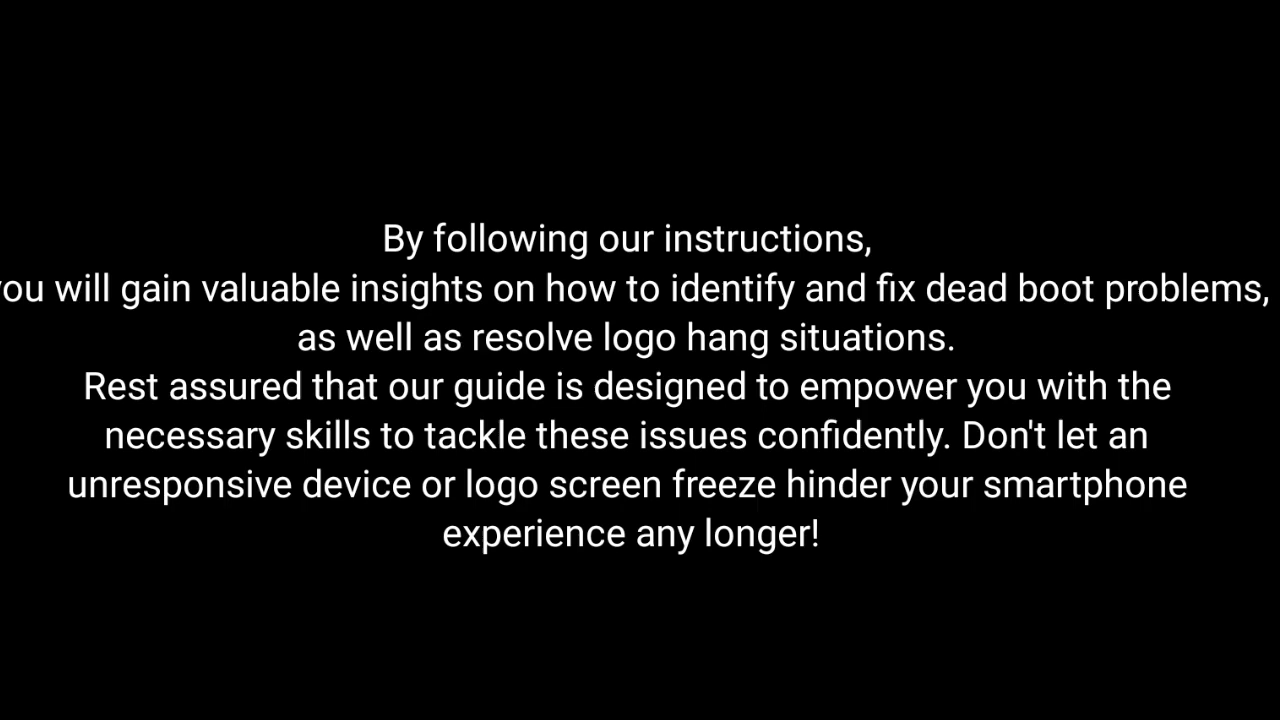 By following our instructions,
you will gain valuable insights on how to identify and fix dead boot problems,
as well as resolve logo hang situations.
Rest assured that our guide is designed to empower you with the
necessary skills to tackle these issues confidently. Don't let an
unresponsive device or logo screen freeze hinder your smartphone
experience any longer!